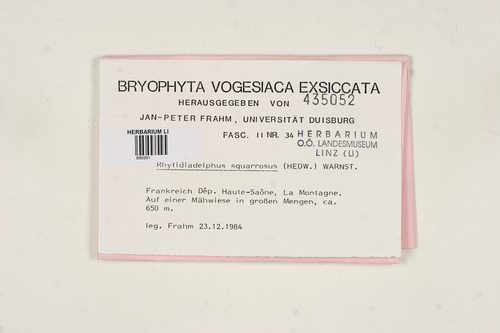 BRYOPHYTA VOGESIACA EXSICCATA
HERAUSGEGEBEN VON 435052
JAN-PETER FRAHM, UNIVERSITÄT DUISBURG
FASC. II NR. 34 HERBARIUM
O.Ö. LANDESMUSEUM
LINZ (LI)
HERBARIUM LI
986991
Rhytidiadelphus squarrosus (HEDW.) WARNST.
Frankreich Dép. Haute-Saône, La Montagne.
Auf einer Mähwiese in großen Mengen, ca.
650 m.
leg. Frahm 23.12.1984